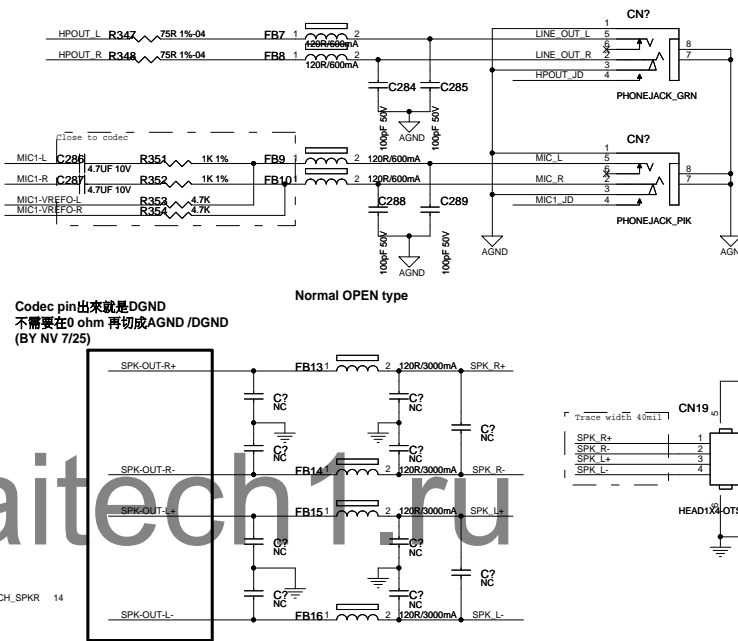 CN?
HPOUT_L R347 75R 1%-04 FB7 1 2 120R/600mA LINE_OUT_L 1 5
HPOUT_R R348 75R 1%-04 FB8 1 2 120R/600mA LINE_OUT_R 2 8
3 7
HPOUT_JD 4
C284 C285
PHONEJACK_GRN
100pF 50V 100pF 50V
AGND
Close to codec
CN?
MIC1-L C286 4.7UF 10V R351 1K 1% FB9 1 2 120R/600mA MIC_L 1 5
MIC1-R C287 4.7UF 10V R352 1K 1% FB10 1 2 120R/600mA MIC_R 2 8
3 7
MIC1-VREFO-L R353 4.7K
MIC1-VREFO-R R354 4.7K
MIC1_JD 4
C288 C289
PHONEJACK_PIK
100pF 50V 100pF 50V
AGND
AGND
AGN
Normal OPEN type
Codec pin出來就是DGND
不需要在0 ohm 再切成AGND /DGND
(BY NV 7/25)
SPK-OUT-R+ FB13 1 2 120R/3000mA SPK_R+
C? NC
C? NC
C? NC
C? NC
C? NC
SPK-OUT-R- FB14 1 2 120R/3000mA SPK_R-
SPK-OUT-L+ FB15 1 2 120R/3000mA SPK_L+
C? NC
C? NC
C? NC
C? NC
C? NC
SPK-OUT-L- FB16 1 2 120R/3000mA SPK_L-
CH_SPKR 14
aitech1.ru
Trace width 40mil
CN19 5
SPK_R+ 1
SPK_R- 2
SPK_L+ 3
SPK_L- 4
6
HEAD1X4-OTS